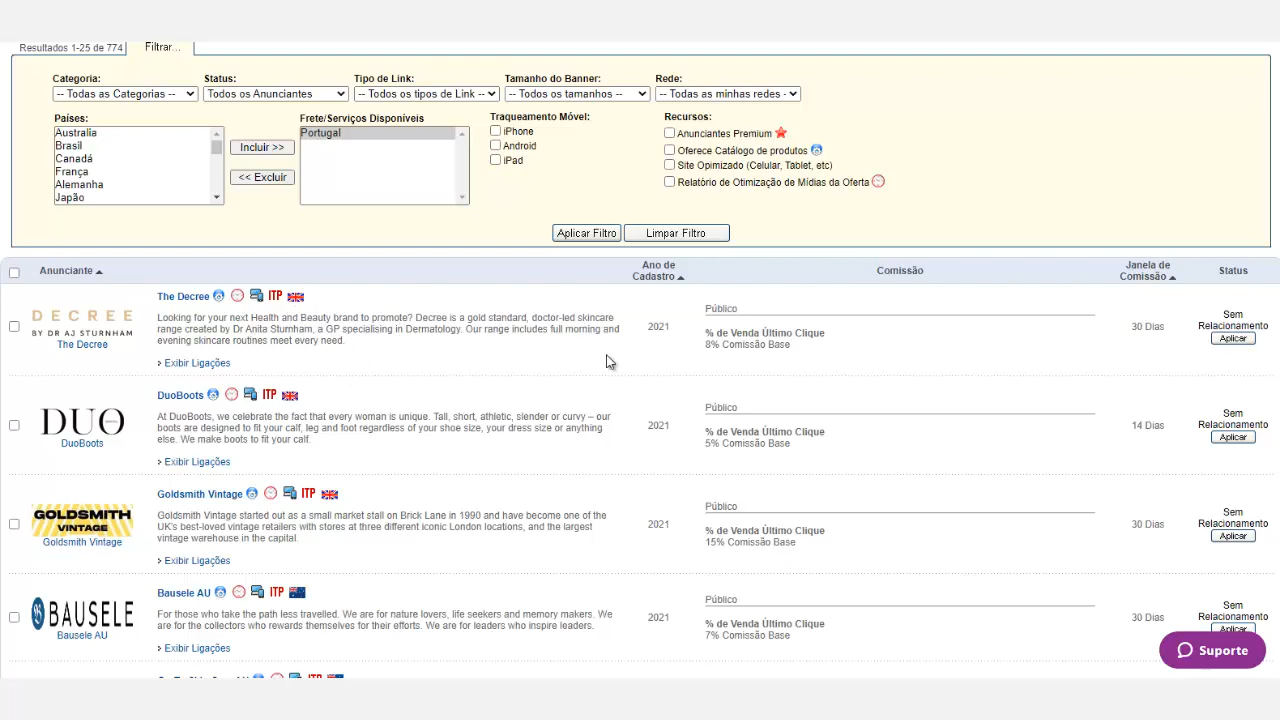 Resultados 1-25 de 774 Filtrar...
Categoria: Status: Tipo de Link: Tamanho do Banner: Rede:
-- Todas as Categorias -- Todos os Anunciantes -- Todos os tipos de Link -- -- Todos os tamanhos -- -- Todas as minhas redes -
Países: Frete/Serviços Disponíveis Traqueamento Móvel: Recursos:
Australia
Brasil
Canadá
França
Alemanha
Japão
Incluir >>
<< Excluir
Portugal
iPhone
Android
iPad
Anunciantes Premium
Oferece Catálogo de produtos
Site Opimizado (Celular, Tablet, etc)
Relatório de Otimização de Mídias da Oferta
Aplicar Filtro Limpar Filtro
Anunciante Ano de Cadastro Comissão Janela de Comissão Status
DECREE
BY DR AJ STURNHAM
The Decree
The Decree ITP
Looking for your next Health and Beauty brand to promote? Decree is a gold standard, doctor-led skincare
range created by Dr Anita Sturnham, a GP specialising in Dermatology. Our range includes full morning and
evening skincare routines meet every need.
› Exibir Ligações
2021
Público
% de Venda Último Clique
8% Comissão Base
30 Dias
Sem
Relacionamento
Aplicar
DUO
DuoBoots
DuoBoots ITP
At DuoBoots, we celebrate the fact that every woman is unique. Tall, short, athletic, slender or curvy – our
boots are designed to fit your calf, leg and foot regardless of your shoe size, your dress size or anything
else. We make boots to fit your calf.
› Exibir Ligações
2021
Público
% de Venda Último Clique
5% Comissão Base
14 Dias
Sem
Relacionamento
Aplicar
GOLDSMITH
VINTAGE
Goldsmith Vintage
Goldsmith Vintage ITP
Goldsmith Vintage started out as a small market stall on Brick Lane in 1990 and have become one of the
UK's best-loved vintage retailers with stores at three different iconic London locations, and the largest
vintage warehouse in the capital.
› Exibir Ligações
2021
Público
% de Venda Último Clique
15% Comissão Base
30 Dias
Sem
Relacionamento
Aplicar
BAUSELE
Bausele AU
Bausele AU ITP
For those who take the path less travelled. We are for nature lovers, life seekers and memory makers. We
are for the collectors who rewards themselves for their efforts. We are for leaders who inspire leaders.
› Exibir Ligações
2021
Público
% de Venda Último Clique
7% Comissão Base
30 Dias
Sem
Relacionamento
Aplicar
Suporte